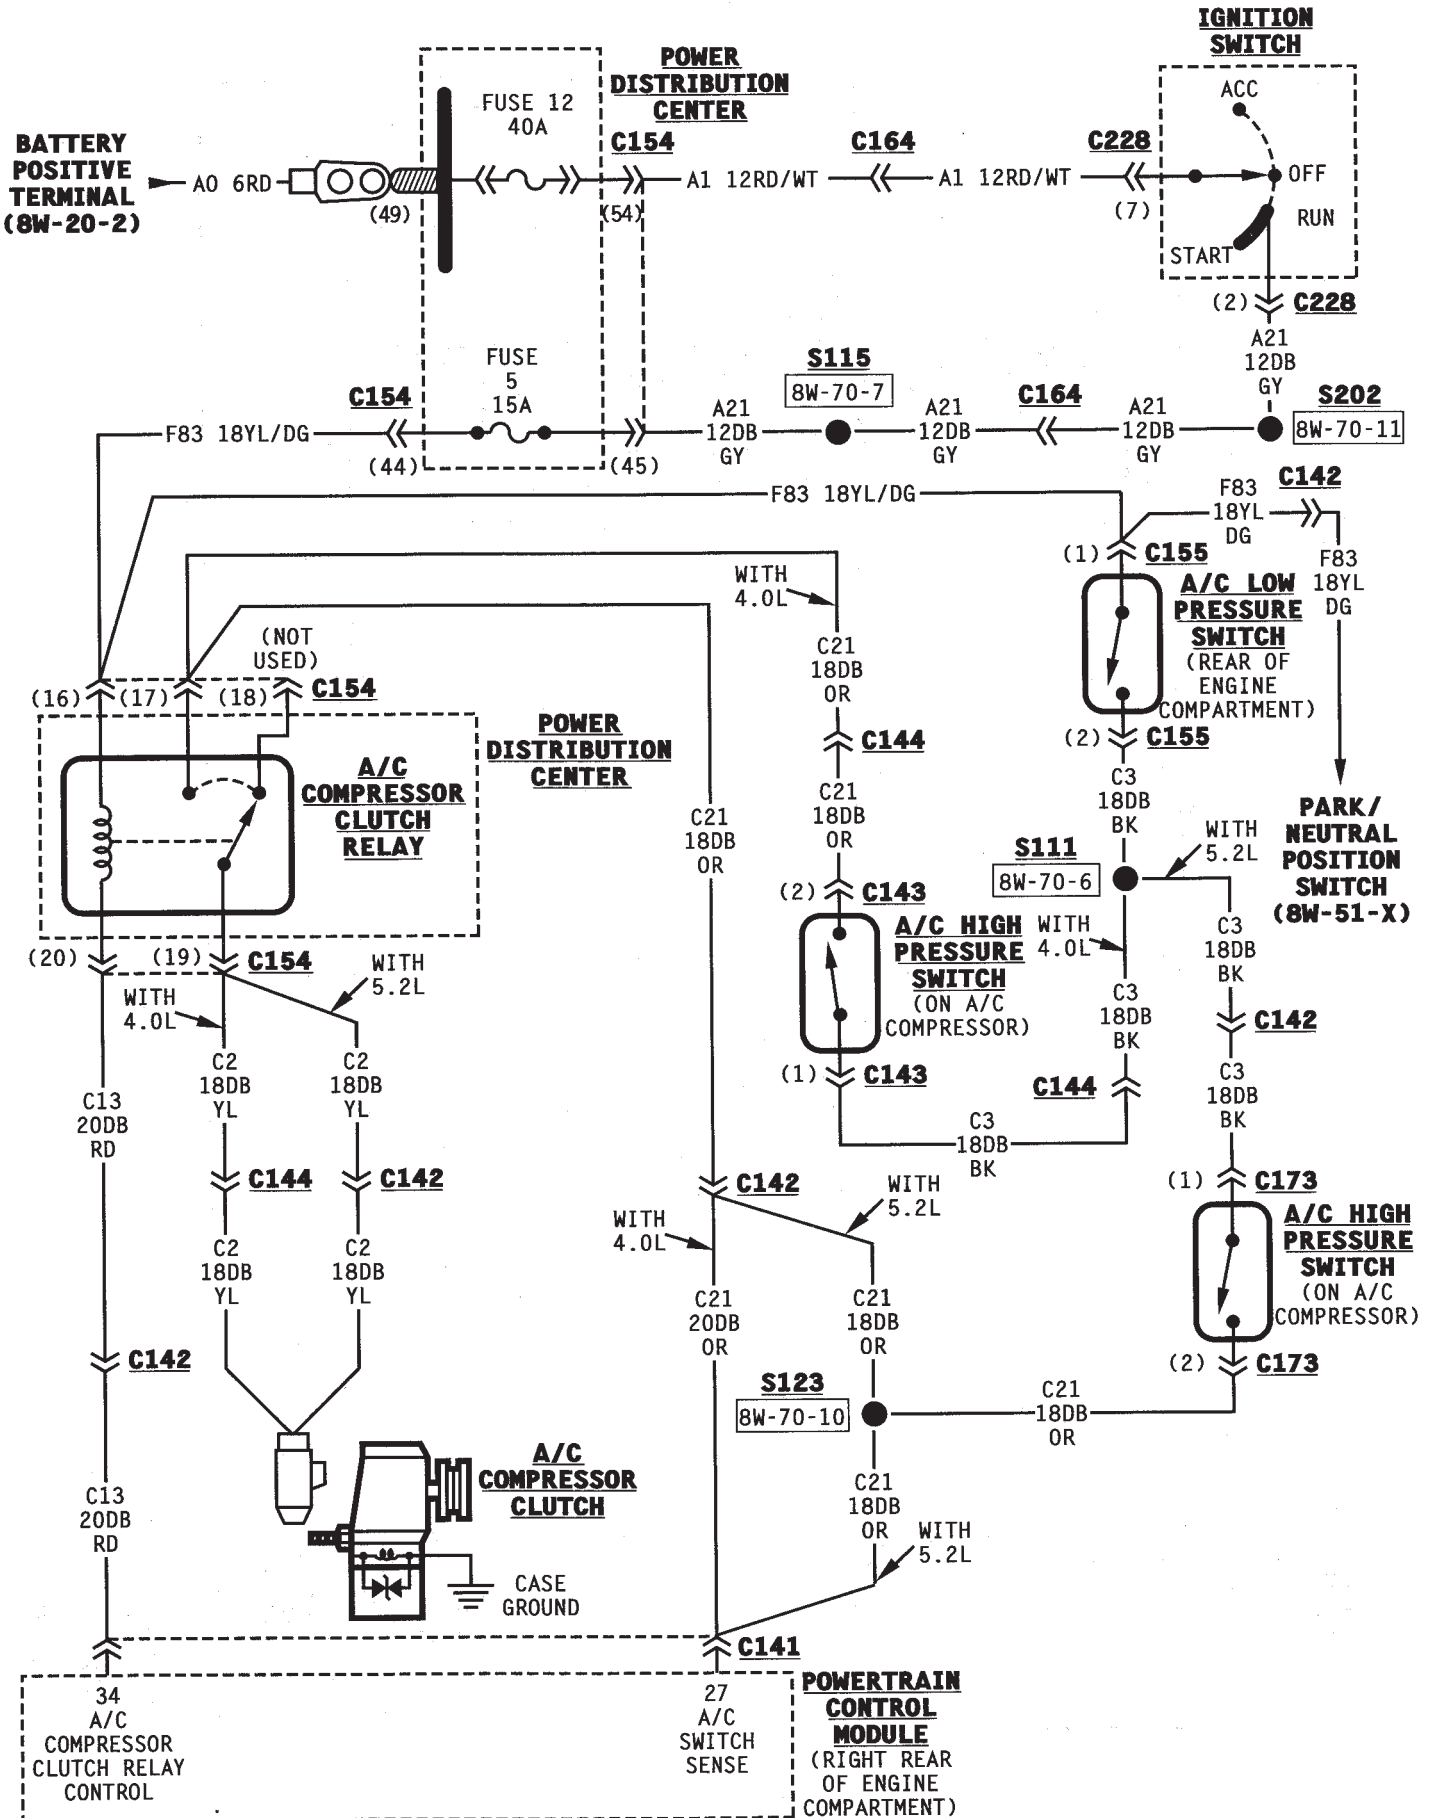 IGNITION
SWITCH
POWER
DISTRIBUTION
CENTER
ACC
FUSE 12
40A
C154
C164
C228
BATTERY
POSITIVE
TERMINAL
(8W-20-2)
A0 6RD
A1 12RD/WT
A1 12RD/WT
OFF
(49)
(54)
(7)
RUN
START
(2)
C228
A21
12DB
GY
FUSE
5
15A
S115
8W-70-7
C154
C164
S202
8W-70-11
F83 18YL/DG
A21
12DB
GY
A21
12DB
GY
A21
12DB
GY
(44)
(45)
F83 18YL/DG
F83
18YL
DG
C142
(1)
C155
F83
18YL
DG
WITH
4.0L
A/C LOW
PRESSURE
SWITCH
(REAR OF
ENGINE
COMPARTMENT)
(NOT
USED)
C21
18DB
OR
(16)
(17)
(18)
C154
POWER
DISTRIBUTION
CENTER
C144
(2)
C155
A/C
COMPRESSOR
CLUTCH
RELAY
C21
18DB
OR
C21
18DB
OR
C3
18DB
BK
PARK/
NEUTRAL
POSITION
SWITCH
(8W-51-X)
WITH
5.2L
S111
8W-70-6
(2)
C143
A/C HIGH
PRESSURE
SWITCH
(ON A/C
COMPRESSOR)
WITH
4.0L
C3
18DB
BK
(20)
(19)
C154
WITH
5.2L
WITH
4.0L
C3
18DB
BK
C142
C2
18DB
YL
C2
18DB
YL
(1)
C143
C144
C3
18DB
BK
C13
20DB
RD
C3
18DB
BK
C144
C142
C142
WITH
5.2L
(1)
C173
WITH
4.0L
A/C HIGH
PRESSURE
SWITCH
(ON A/C
COMPRESSOR)
C2
18DB
YL
C2
18DB
YL
C21
20DB
OR
C21
18DB
OR
C142
(2)
C173
S123
8W-70-10
C21
18DB
OR
A/C
COMPRESSOR
CLUTCH
C13
20DB
RD
C21
18DB
OR
WITH
5.2L
CASE
GROUND
C141
34
A/C
COMPRESSOR
CLUTCH RELAY
CONTROL
27
A/C
SWITCH
SENSE
POWERTRAIN
CONTROL
MODULE
(RIGHT REAR
OF ENGINE
COMPARTMENT)